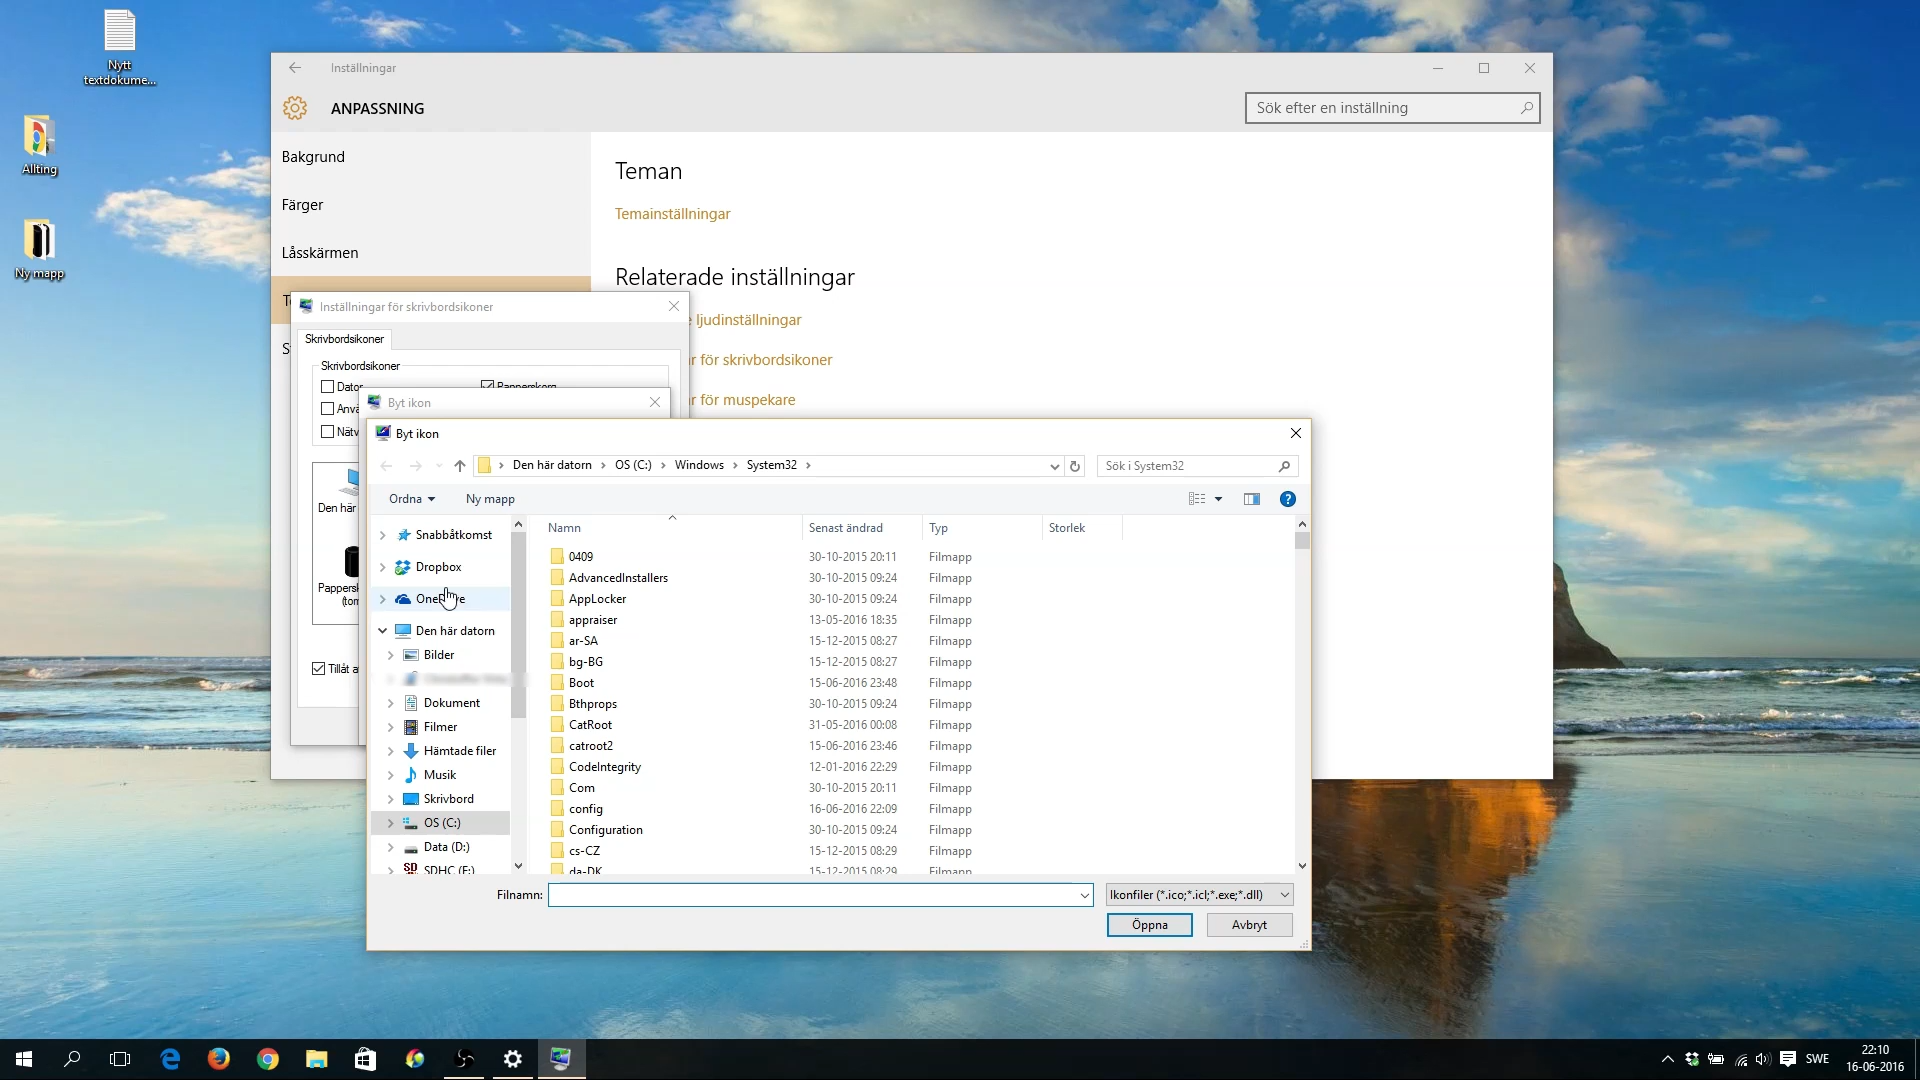 Nytt
textdokume...
Allting
Ny mapp
Inställningar
ANPASSNING
Sök efter en inställning
Bakgrund
Färger
Låsskärmen
Teman
Temainställningar
Relaterade inställningar
ljudinställningar
för skrivbordsikoner
för muspekare
Inställningar för skrivbordsikoner
Skrivbordsikoner
Skrivbordsikoner
Dator
Papperskorg
Den här
(tom
Tillåt
Byt ikon
Byt ikon
Den här datorn
OS (C:)
Windows
System32
Sök i System32
Ordna
Ny mapp
Snabbåtkomst
Dropbox
Den här datorn
Bilder
Dokument
Filmer
Hämtade filer
Musik
Skrivbord
OS (C:)
Data (D:)
SDHC (F:)
Namn Senast ändrad Typ Storlek
0409 30-10-2015 20:11 Filmapp
AdvancedInstallers 30-10-2015 09:24 Filmapp
AppLocker 30-10-2015 09:24 Filmapp
appraiser 13-05-2016 18:35 Filmapp
ar-SA 15-12-2015 08:27 Filmapp
bg-BG 15-12-2015 08:27 Filmapp
Boot 15-06-2016 23:48 Filmapp
Bthprops 30-10-2015 09:24 Filmapp
CatRoot 31-05-2016 00:08 Filmapp
catroot2 15-06-2016 23:46 Filmapp
CodeIntegrity 12-01-2016 22:29 Filmapp
Com 30-10-2015 20:11 Filmapp
config 16-06-2016 22:09 Filmapp
Configuration 30-10-2015 09:24 Filmapp
cs-CZ 15-12-2015 08:29 Filmapp
da-DK 15-12-2015 08:29 Filmapp
Filnamn:
Ikonfiler (*.ico;*.icl;*.exe;*.dll)
Öppna
Avbryt
SWE
22:10
16-06-2016